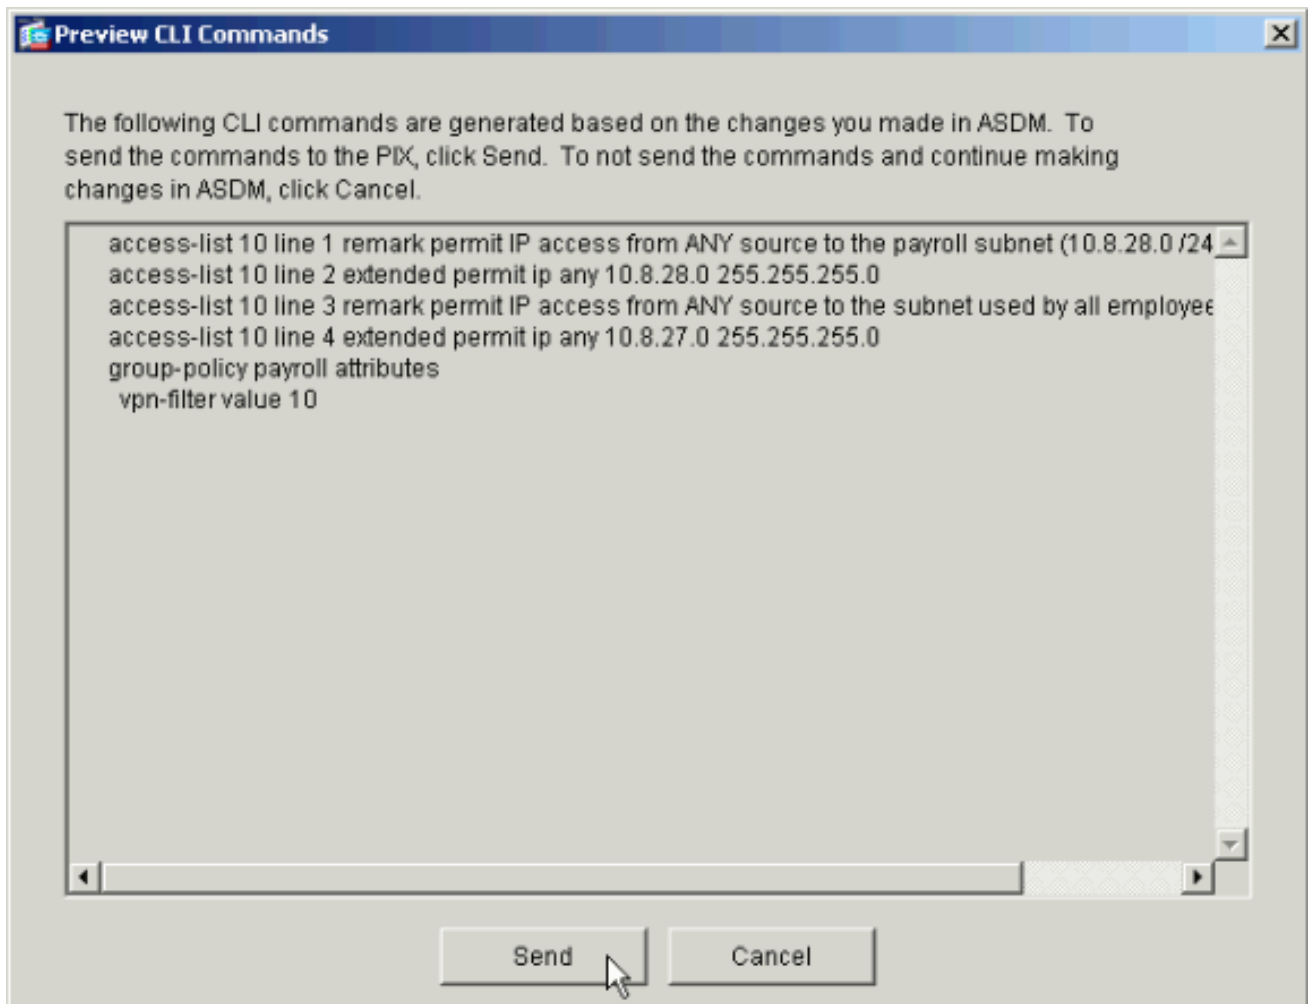 Preview CLI Commands
The following CLI commands are generated based on the changes you made in ASDM. To
send the commands to the PIX, click Send. To not send the commands and continue making
changes in ASDM, click Cancel.
access-list 10 line 1 remark permit IP access from ANY source to the payroll subnet (10.8.28.0 /24
access-list 10 line 2 extended permit ip any 10.8.28.0 255.255.255.0
access-list 10 line 3 remark permit IP access from ANY source to the subnet used by all employee
access-list 10 line 4 extended permit ip any 10.8.27.0 255.255.255.0
group-policy payroll attributes
vpn-filter value 10
Send
Cancel